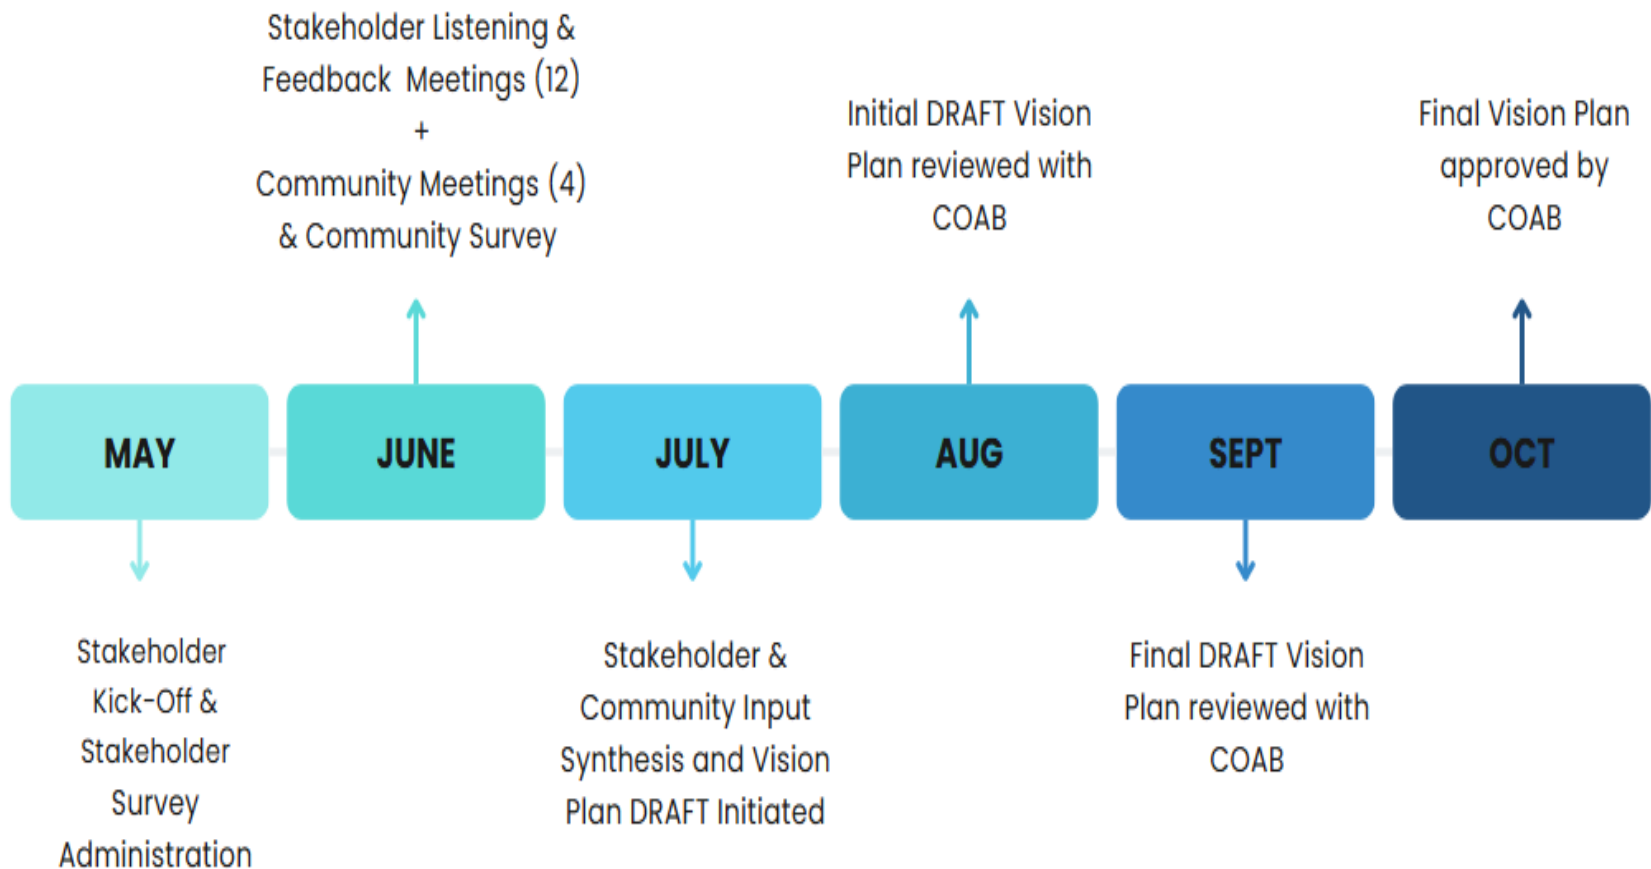 Stakeholder Listening &
Feedback Meetings (12)
+
Community Meetings (4)
& Community Survey
Initial DRAFT Vision
Plan reviewed with
COAB
Final Vision Plan
approved by
COAB
MAY
JUNE
JULY
AUG
SEPT
OCT
Stakeholder
Kick-Off &
Stakeholder
Survey
Administration
Stakeholder &
Community Input
Synthesis and Vision
Plan DRAFT Initiated
Final DRAFT Vision
Plan reviewed with
COAB